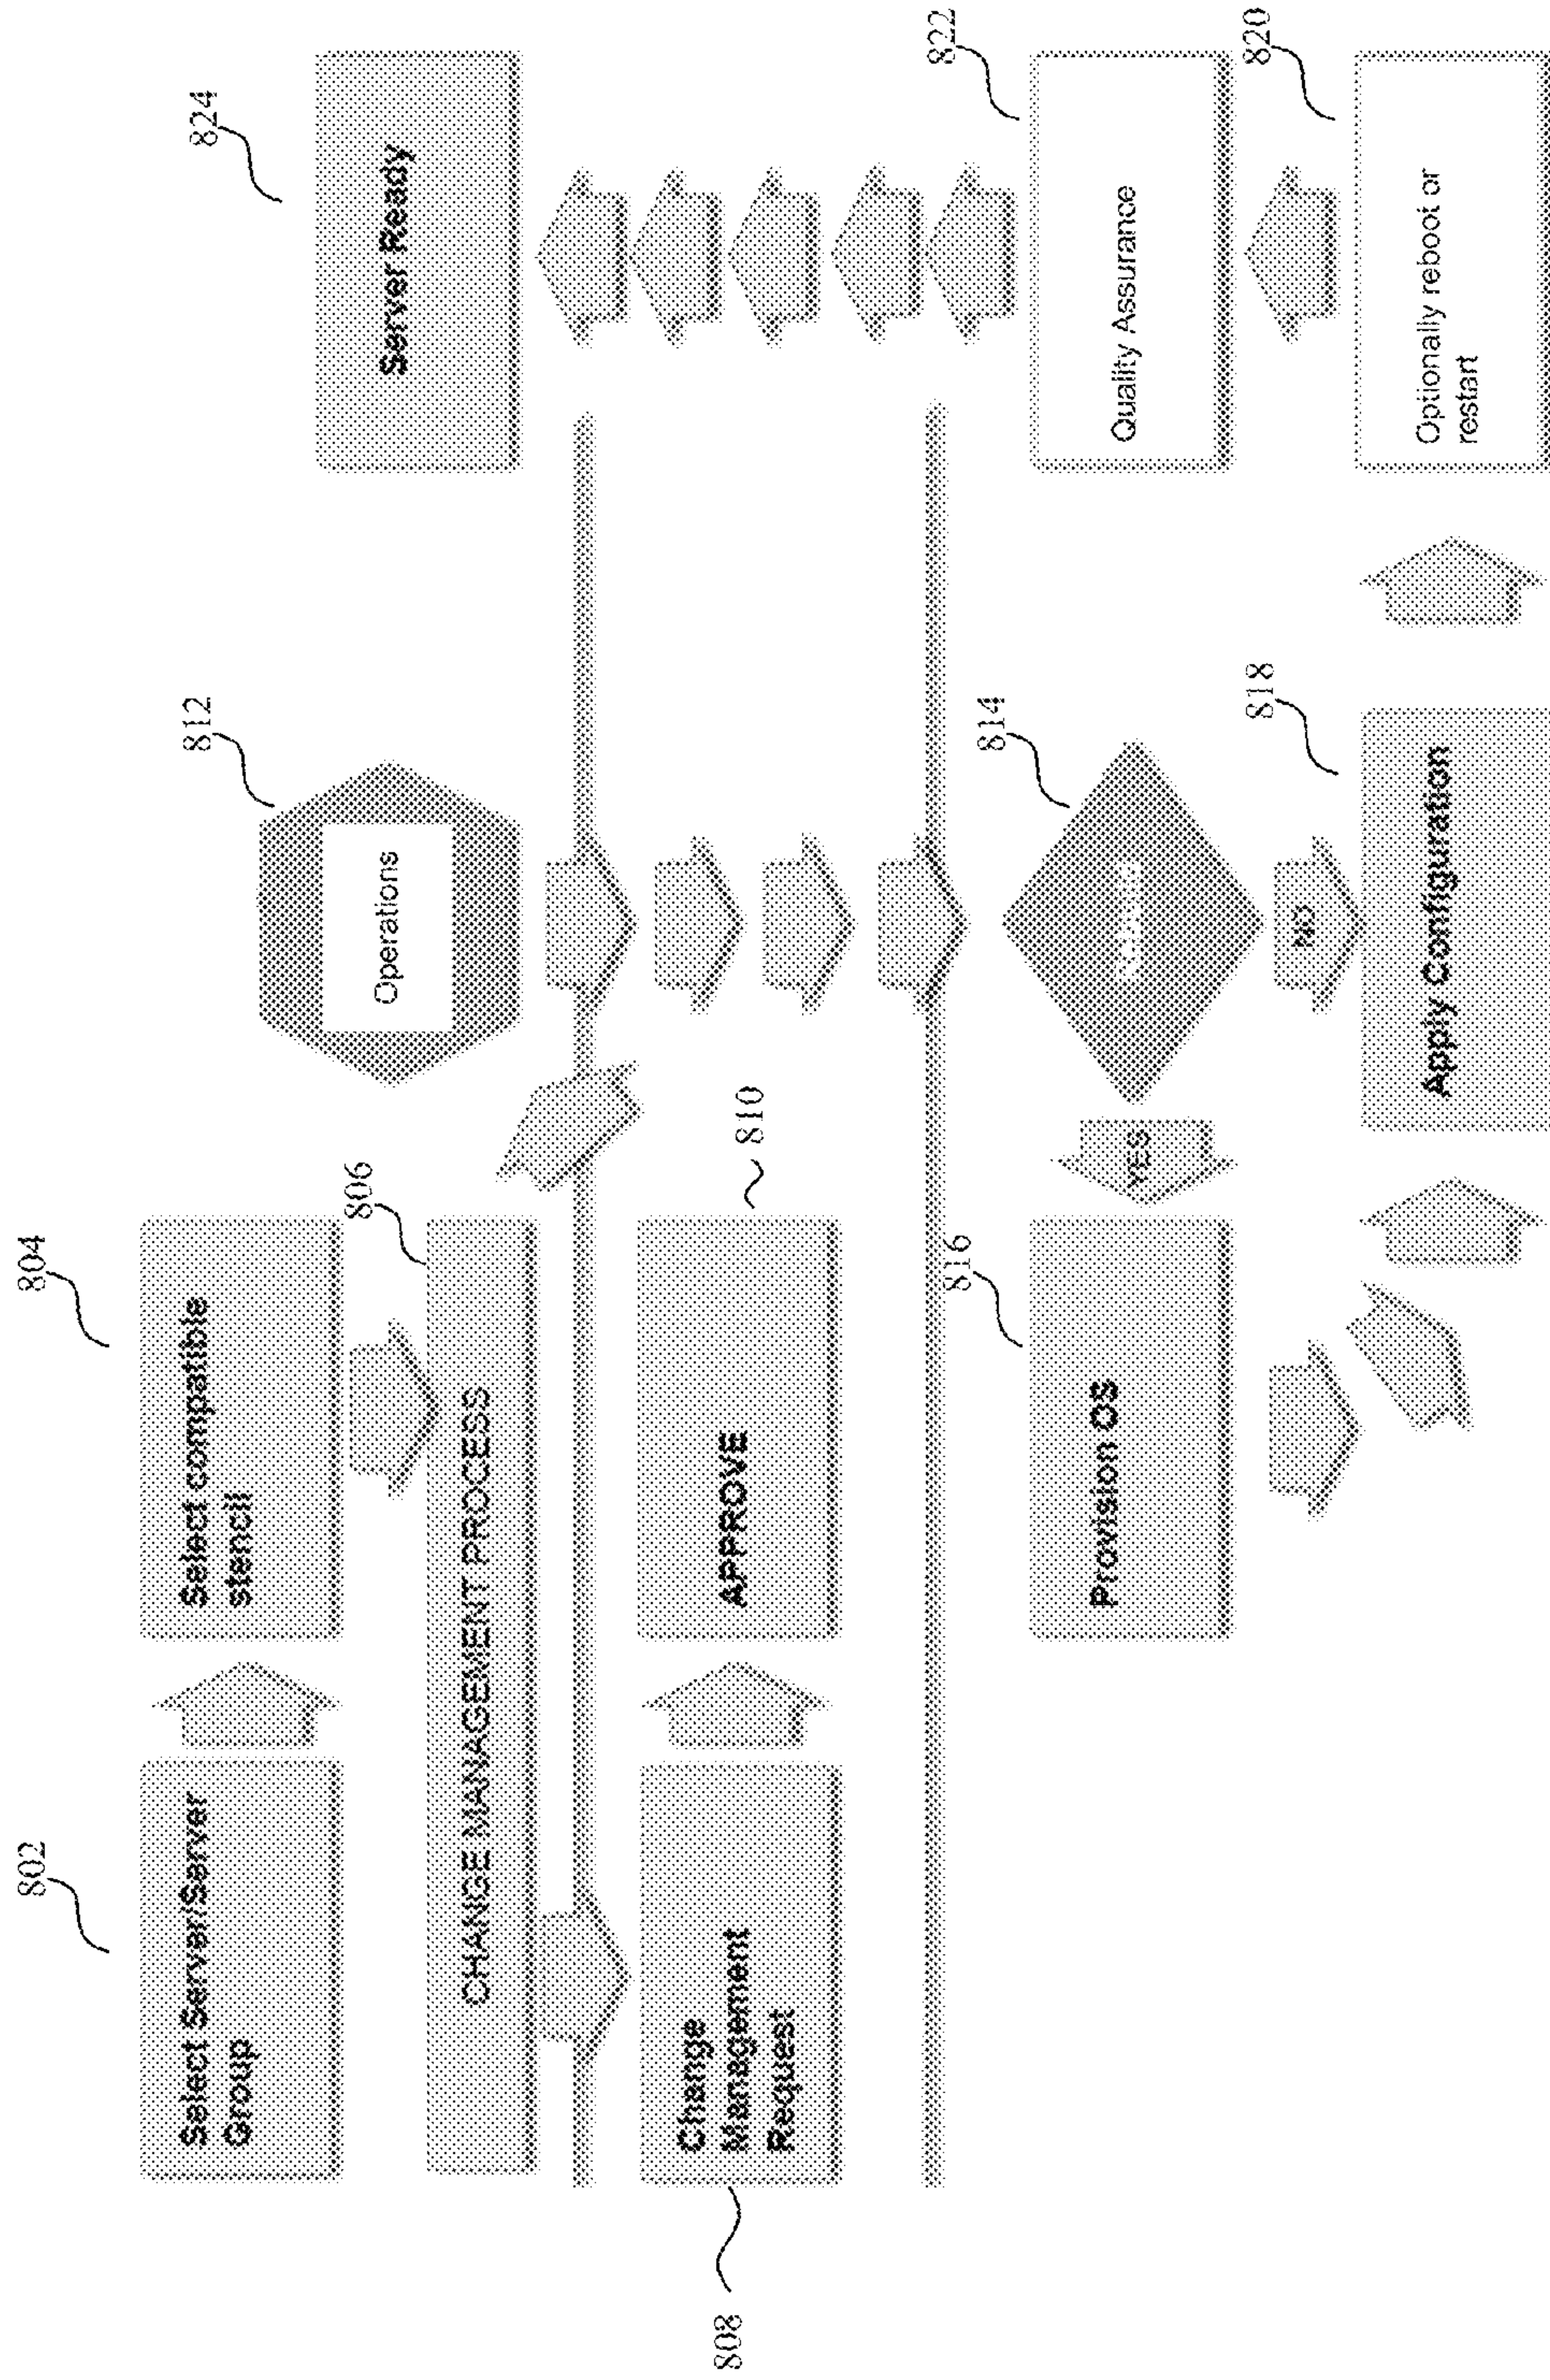 802
Select Server/Server
Group
804
Select compatible
stencil
806
CHANGE MANAGEMENT PROCESS
808
Change
Management
Request
APPROVE
810
812
Operations
814
YES
NO
816
Provision OS
818
Apply Configuration
820
Optionally reboot or
restart
822
Quality Assurance
824
Server Ready